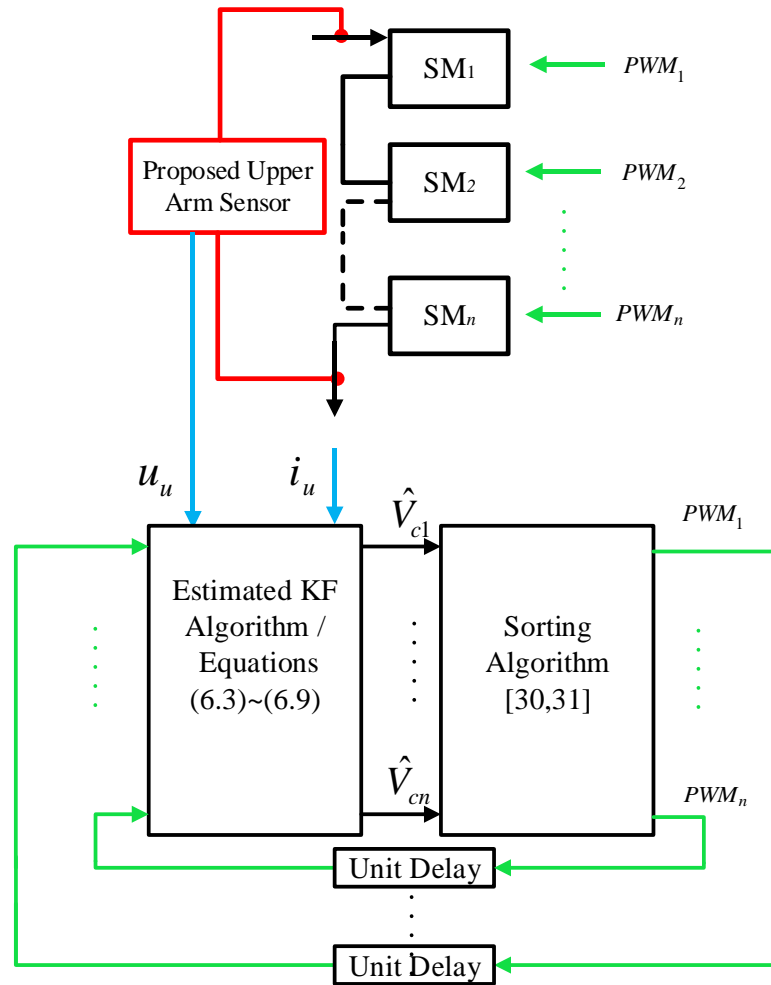 SM1
PWM1
Proposed Upper
Arm Sensor
SM2
PWM2
SMn
PWMn
uu
iu
V̂c1
PWM1
Estimated KF
Algorithm /
Equations
(6.3)~(6.9)
Sorting
Algorithm
[30,31]
V̂cn
PWMn
Unit Delay
Unit Delay